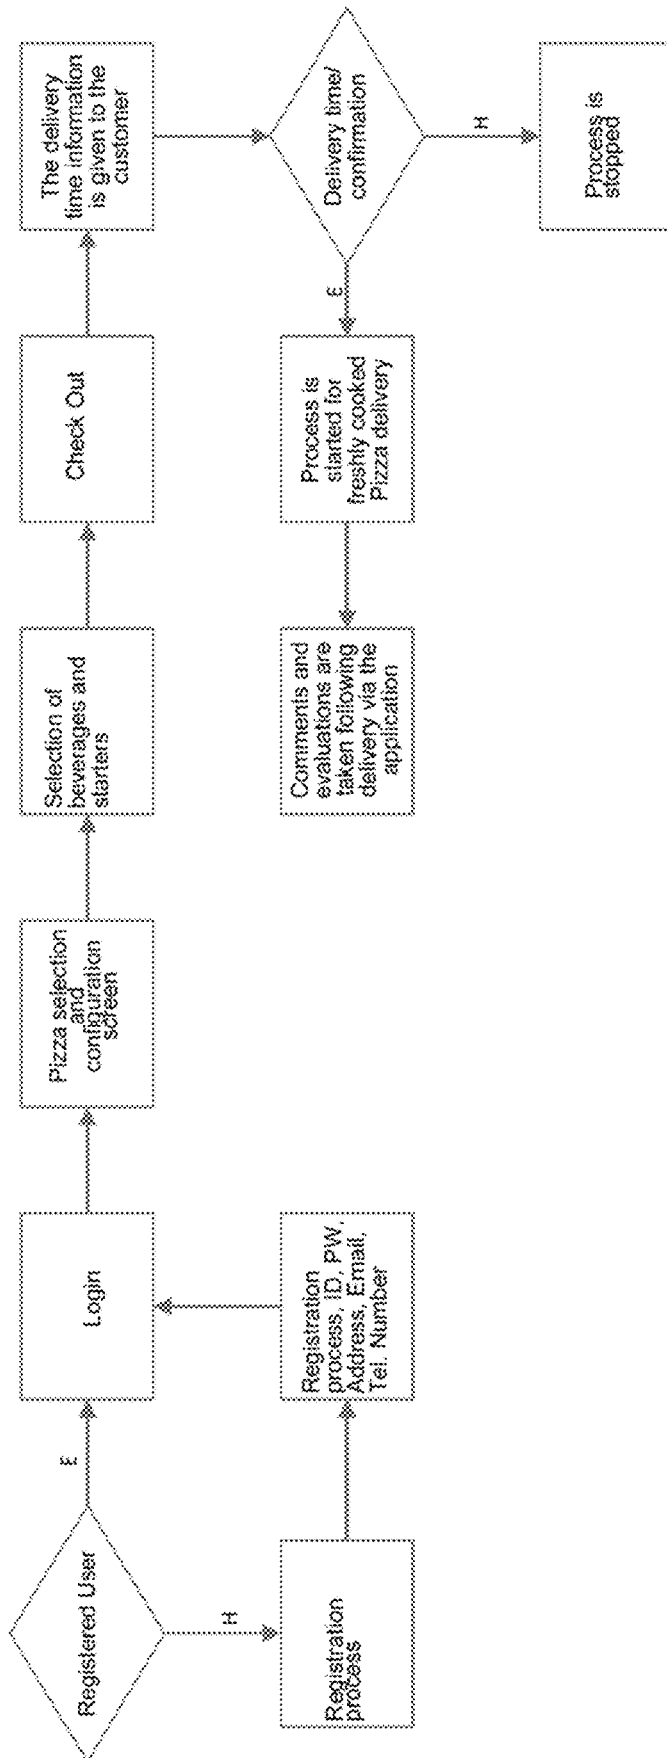 Registered User
E
H
Registration
process
Registration
process, ID, PW,
Address, Email,
Tel. Number
Login
Pizza selection
and
configuration
screen
Selection of
beverages and
starters
Check Out
The delivery
time information
is given to the
customer
Delivery time/
confirmation
E
H
Process is
started for
freshly cooked
Pizza delivery
Comments and
evaluations are
taken following
delivery via the
application
Process is
stopped